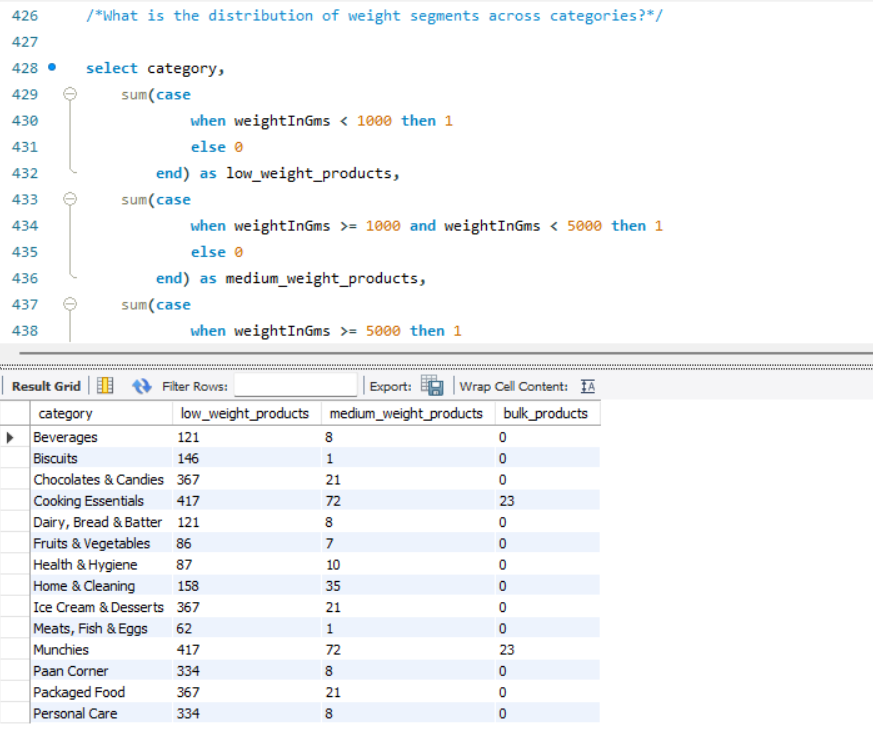 426 /*What is the distribution of weight segments across categories?*/
427
428 select category,
429 sum(case
430 when weightInGms < 1000 then 1
431 else 0
432 end) as low_weight_products,
433 sum(case
434 when weightInGms >= 1000 and weightInGms < 5000 then 1
435 else 0
436 end) as medium_weight_products,
437 sum(case
438 when weightInGms >= 5000 then 1
Result Grid Filter Rows: Export: Wrap Cell Content: IA
category low_weight_products medium_weight_products bulk_products
Beverages 121 8 0
Biscuits 146 1 0
Chocolates & Candies 367 21 0
Cooking Essentials 417 72 23
Dairy, Bread & Batter 121 8 0
Fruits & Vegetables 86 7 0
Health & Hygiene 87 10 0
Home & Cleaning 158 35 0
Ice Cream & Desserts 367 21 0
Meats, Fish & Eggs 62 1 0
Munchies 417 72 23
Paan Corner 334 8 0
Packaged Food 367 21 0
Personal Care 334 8 0